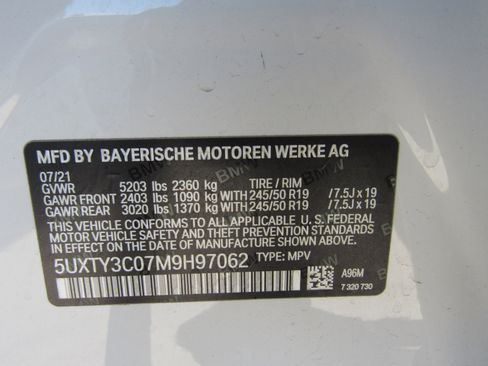 MFD BY BAYERISCHE MOTOREN WERKE AG
07/21
GVWR 5203 lbs 2360 kg TIRE / RIM
GAWR FRONT 2403 lbs 1090 kg WITH 245/50 R19 /7.5J x 19
GAWR REAR 3020 lbs 1370 kg WITH 245/50 R19 /7.5J x 19
THIS VEHICLE CONFORMS TO ALL APPLICABLE U.S. FEDERAL
MOTOR VEHICLE SAFETY, BUMPER, AND THEFT PREVENTION
STANDARDS IN EFFECT ON THE DATE OF MANUFACTURE
SHOWN ABOVE.
5UXTY3C07M9H97062 TYPE: MPV
A96M
7 320 730